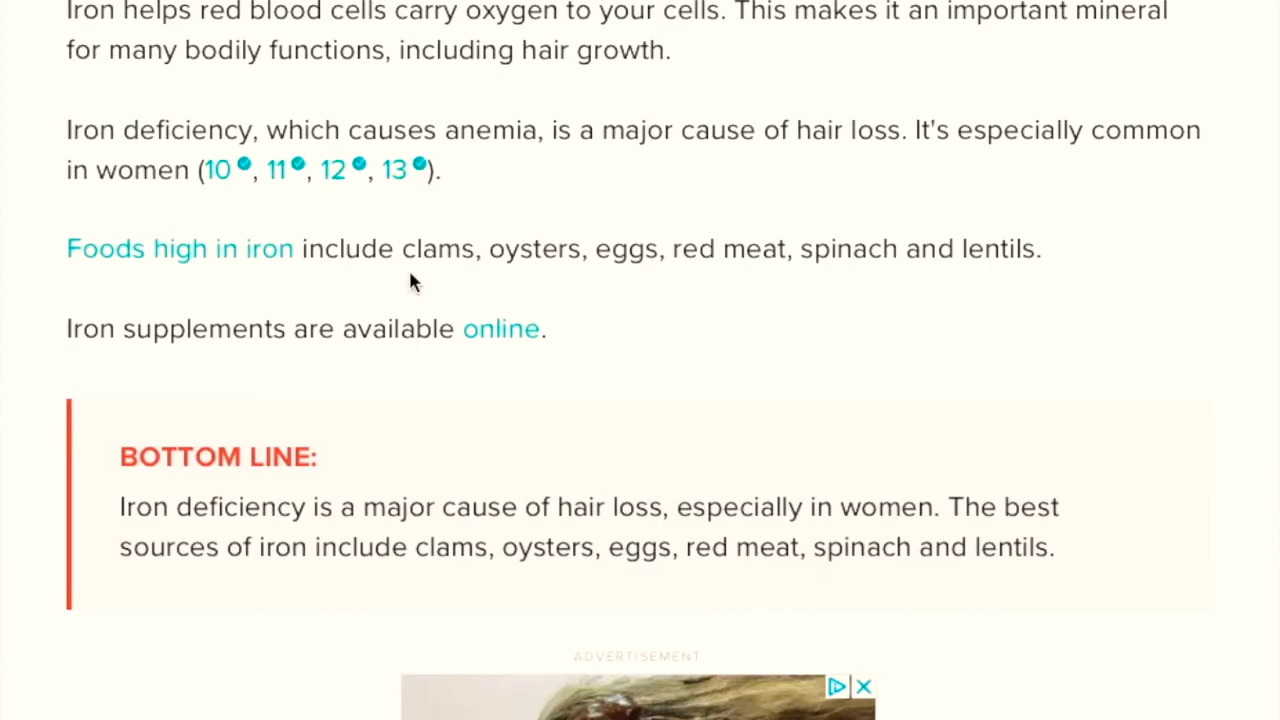 Iron helps red blood cells carry oxygen to your cells. This makes it an important mineral
for many bodily functions, including hair growth.
Iron deficiency, which causes anemia, is a major cause of hair loss. It's especially common
in women (10, 11, 12, 13).
Foods high in iron include clams, oysters, eggs, red meat, spinach and lentils.
Iron supplements are available online.
BOTTOM LINE:
Iron deficiency is a major cause of hair loss, especially in women. The best
sources of iron include clams, oysters, eggs, red meat, spinach and lentils.
ADVERTISEMENT